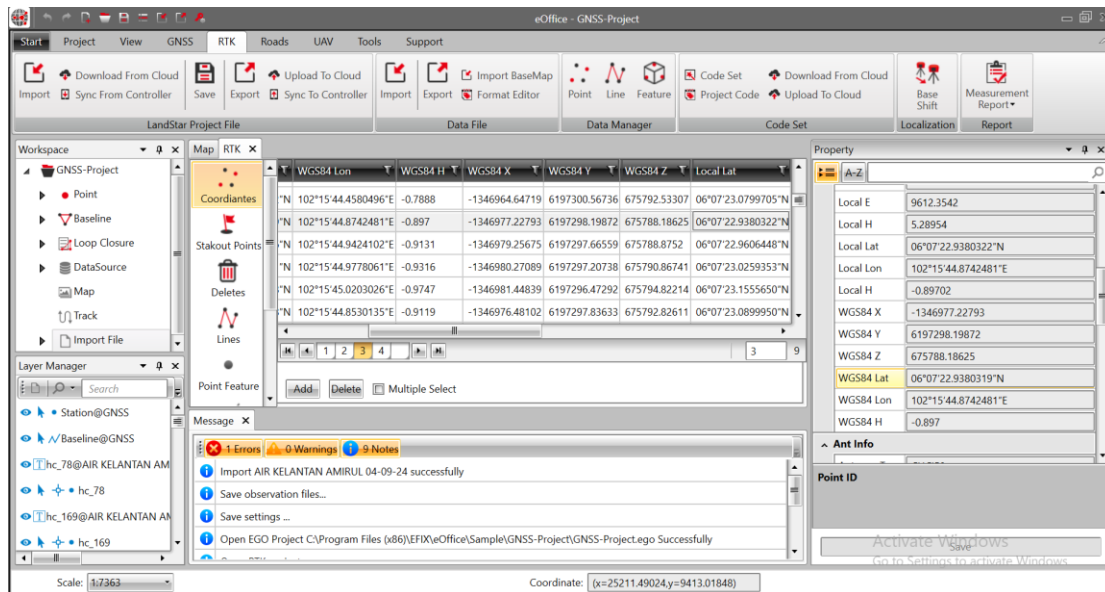 eOffice - GNSS-Project
Start Project View GNSS RTK Roads UAV Tools Support
Import Download From Cloud Sync From Controller Save Export Upload To Cloud Sync To Controller Import Export Import BaseMap Format Editor Point Line Feature Code Set Project Code Download From Cloud Upload To Cloud Base Shift Measurement Report
LandStar Project File Data File Data Manager Code Set Localization Report
Workspace
GNSS-Project
Point
Baseline
Loop Closure
DataSource
Map
Track
Import File
Layer Manager
Search
Station@GNSS
Baseline@GNSS
hc_78@AIR KELANTAN AM
hc_78
hc_169@AIR KELANTAN AM
hc_169
Map RTK
Coordiantes
Stakout Points
Deletes
Lines
Point Feature
WGS84 Lon WGS84 H WGS84 X WGS84 Y WGS84 Z Local Lat
"N 102°15'44.4580496"E -0.7888 -1346964.64719 6197300.56736 675792.53307 06°07'23.0799705"N
"N 102°15'44.8742481"E -0.897 -1346977.22793 6197298.19872 675788.18625 06°07'22.9380322"N
"N 102°15'44.9424102"E -0.9131 -1346979.25675 6197297.66559 675788.8752 06°07'22.9606448"N
"N 102°15'44.9778061"E -0.9316 -1346980.27089 6197297.20738 675790.86741 06°07'23.0259353"N
"N 102°15'45.0203026"E -0.9747 -1346981.44839 6197296.47292 675794.82214 06°07'23.1555650"N
"N 102°15'44.8530135"E -0.9119 -1346976.48102 6197297.83633 675792.82611 06°07'23.0899950"N
1 2 3 4 3 9
Add Delete Multiple Select
Message
1 Errors 0 Warnings 9 Notes
Import AIR KELANTAN AMIRUL 04-09-24 successfully
Save observation files...
Save settings ...
Open EGO Project C:\Program Files (x86)\EFIX\eOffice\Sample\GNSS-Project\GNSS-Project.ego Successfully
Property
A-Z
Local E 9612.3542
Local H 5.28954
Local Lat 06°07'22.9380322"N
Local Lon 102°15'44.8742481"E
Local H -0.89702
WGS84 X -1346977.22793
WGS84 Y 6197298.19872
WGS84 Z 675788.18625
WGS84 Lat 06°07'22.9380319"N
WGS84 Lon 102°15'44.8742481"E
WGS84 H -0.897
Ant Info
Point ID
Save
Activate Windows
Go to Settings to activate Windows
Scale: 1:7363 Coordinate: (x=25211.49024,y=9413.01848)